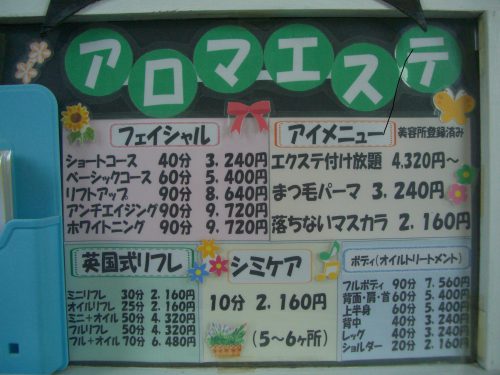 アロマエステ
フェイシャル
ショートコース 40分 3.240円
ベーシックコース 60分 5.400円
リフトアップ 90分 8.640円
アンチエイジング 90分 9.720円
ホワイトニング 90分 9.720円
アイメニュー 美容所登録済み
エクステ付け放題 4.320円〜
まつ毛パーマ 3.240円
落ちないマスカラ 2.160円
英国式リフレ
ミニリフレ 30分 2.160円
オイルリフレ 25分 2.160円
ミニ+オイル 50分 4.320円
フルリフレ 50分 4.320円
フル+オイル 70分 6.480円
シミケア
10分 2.160円
(5〜6ヶ所)
ボディ(オイルトリートメント)
フルボディ 90分 7.560円
背面・肩・首 60分 5.400円
上半身 60分 5.400円
背中 40分 3.240円
レッグ 40分 3.240円
ショルダー 20分 2.160円